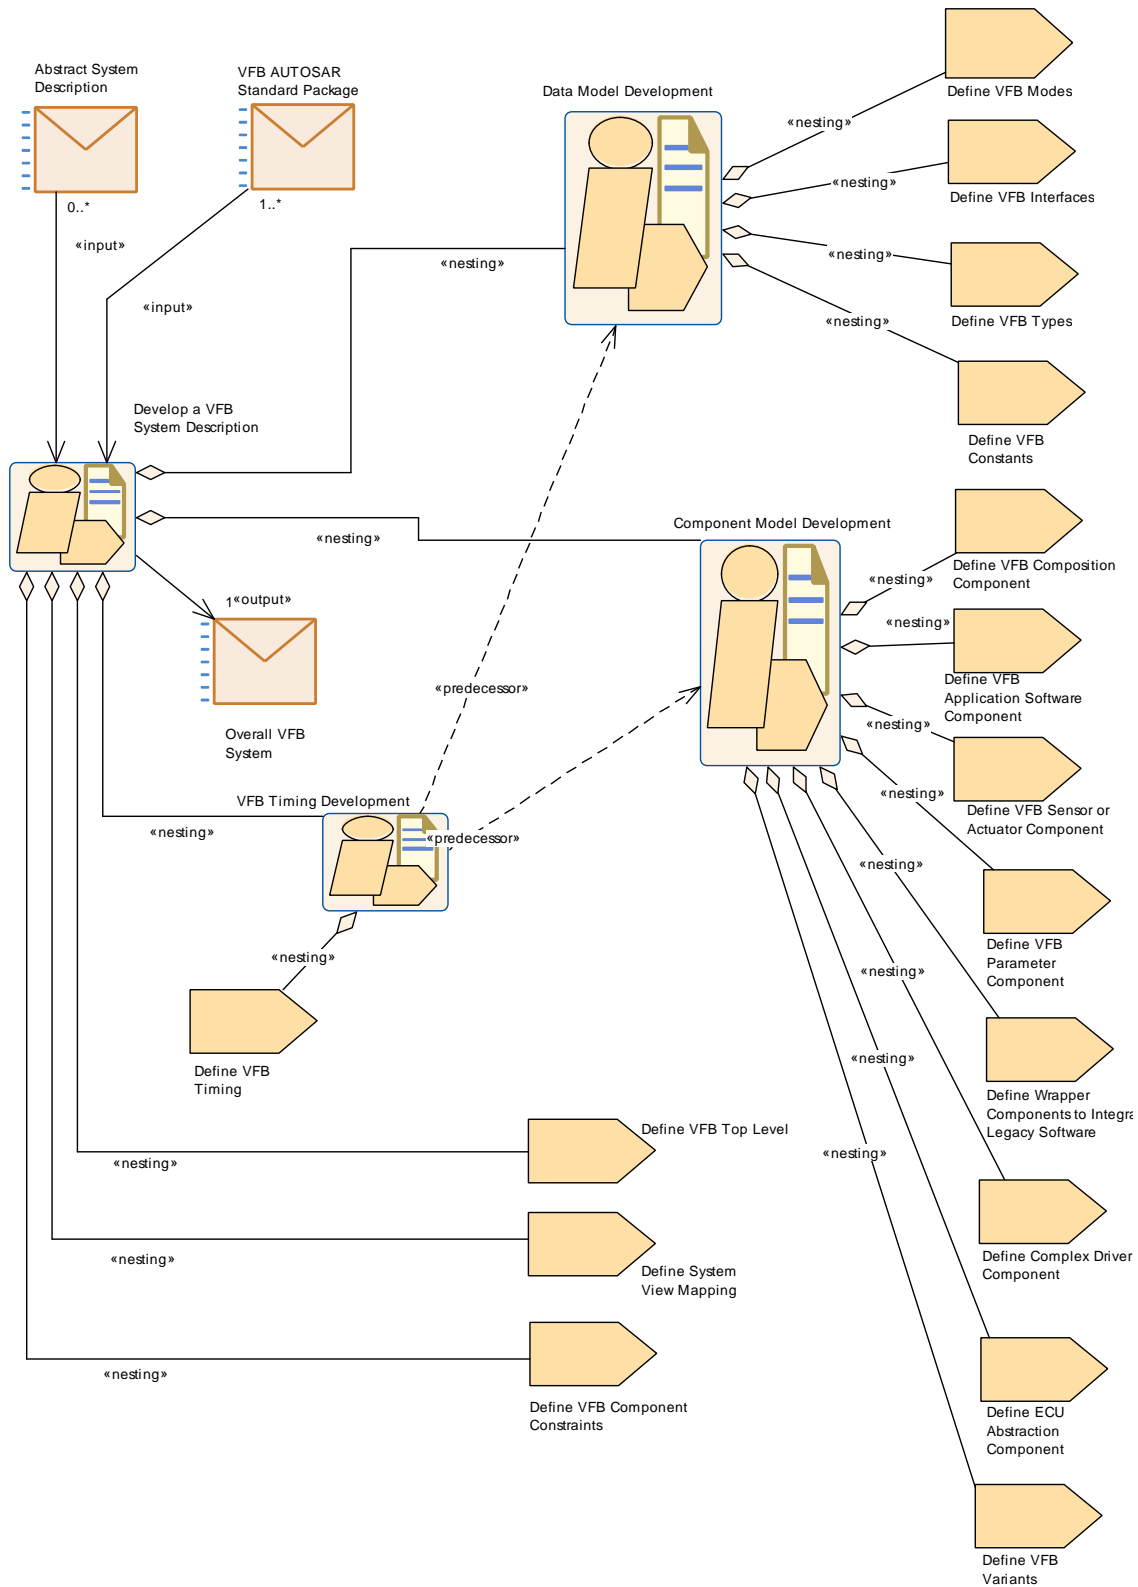 Abstract System
Description
VFB AUTOSAR
Standard Package
Data Model Development
«nesting»
Define VFB Modes
«nesting»
Define VFB Interfaces
0..*
1..*
«input»
«nesting»
«nesting»
«input»
«nesting»
Define VFB Types
Develop a VFB
System Description
Define VFB
Constants
«nesting»
Component Model Development
«nesting»
Define VFB Composition
Component
1
«output»
«nesting»
Define VFB
Application Software
Component
«predecessor»
Overall VFB
System
«nesting»
«nesting»
Define VFB Sensor or
Actuator Component
VFB Timing Development
«nesting»
«predecessor»
«nesting»
Define VFB
Parameter
Component
«nesting»
«nesting»
Define VFB
Timing
«nesting»
Define Wrapper
Components to Integra
Legacy Software
Define VFB Top Level
«nesting»
«nesting»
Define System
View Mapping
«nesting»
Define Complex Driver
Component
«nesting»
Define VFB Component
Constraints
Define ECU
Abstraction
Component
Define VFB
Variants